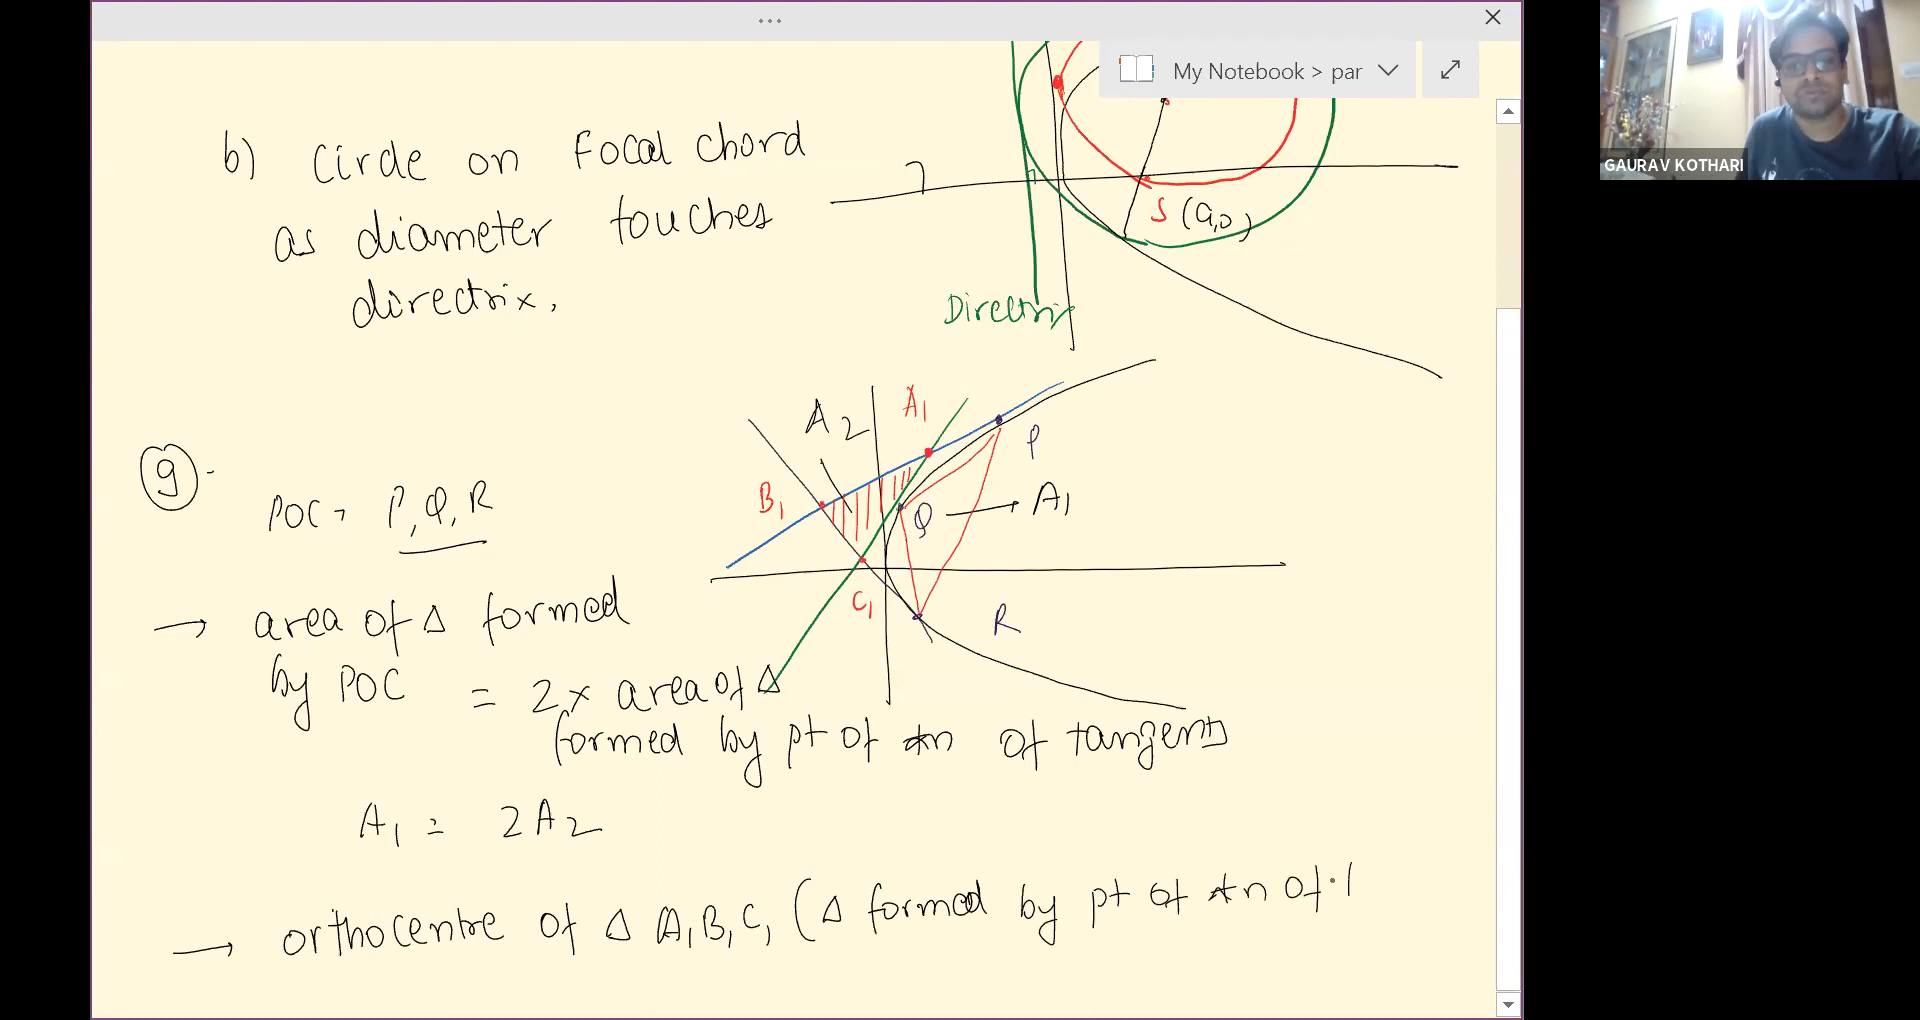 My Notebook > par
GAURAV KOTHARI
b) Circle on Focal chord
as diameter touches
directrix.
S (a,0)
Directrix
9.
POC → P, Q, R
A2
A1
B1
C1
P
Q → A1
R
→ area of Δ formed
by POC = 2 x area of Δ
formed by pt of *n of tangents
A1 = 2A2
→ orthocentre of Δ A1B1C1 (Δ formed by pt of *n of